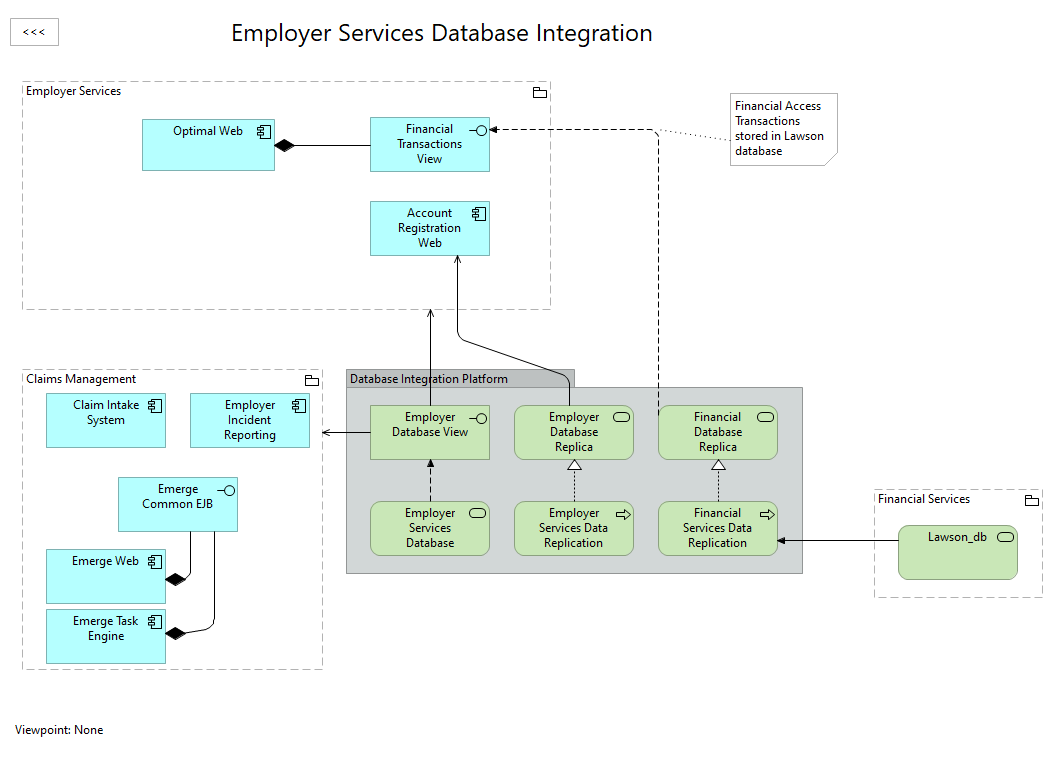 <<<
Employer Services Database Integration
Employer Services
Optimal Web
Financial
Transactions
View
Financial Access
Transactions
stored in Lawson
database
Account
Registration
Web
Claims Management
Claim Intake
System
Employer
Incident
Reporting
Emerge
Common EJB
Emerge Web
Emerge Task
Engine
Database Integration Platform
Employer
Database View
Employer
Database
Replica
Financial
Database
Replica
Employer
Services
Database
Employer
Services Data
Replication
Financial
Services Data
Replication
Financial Services
Lawson_db
Viewpoint: None